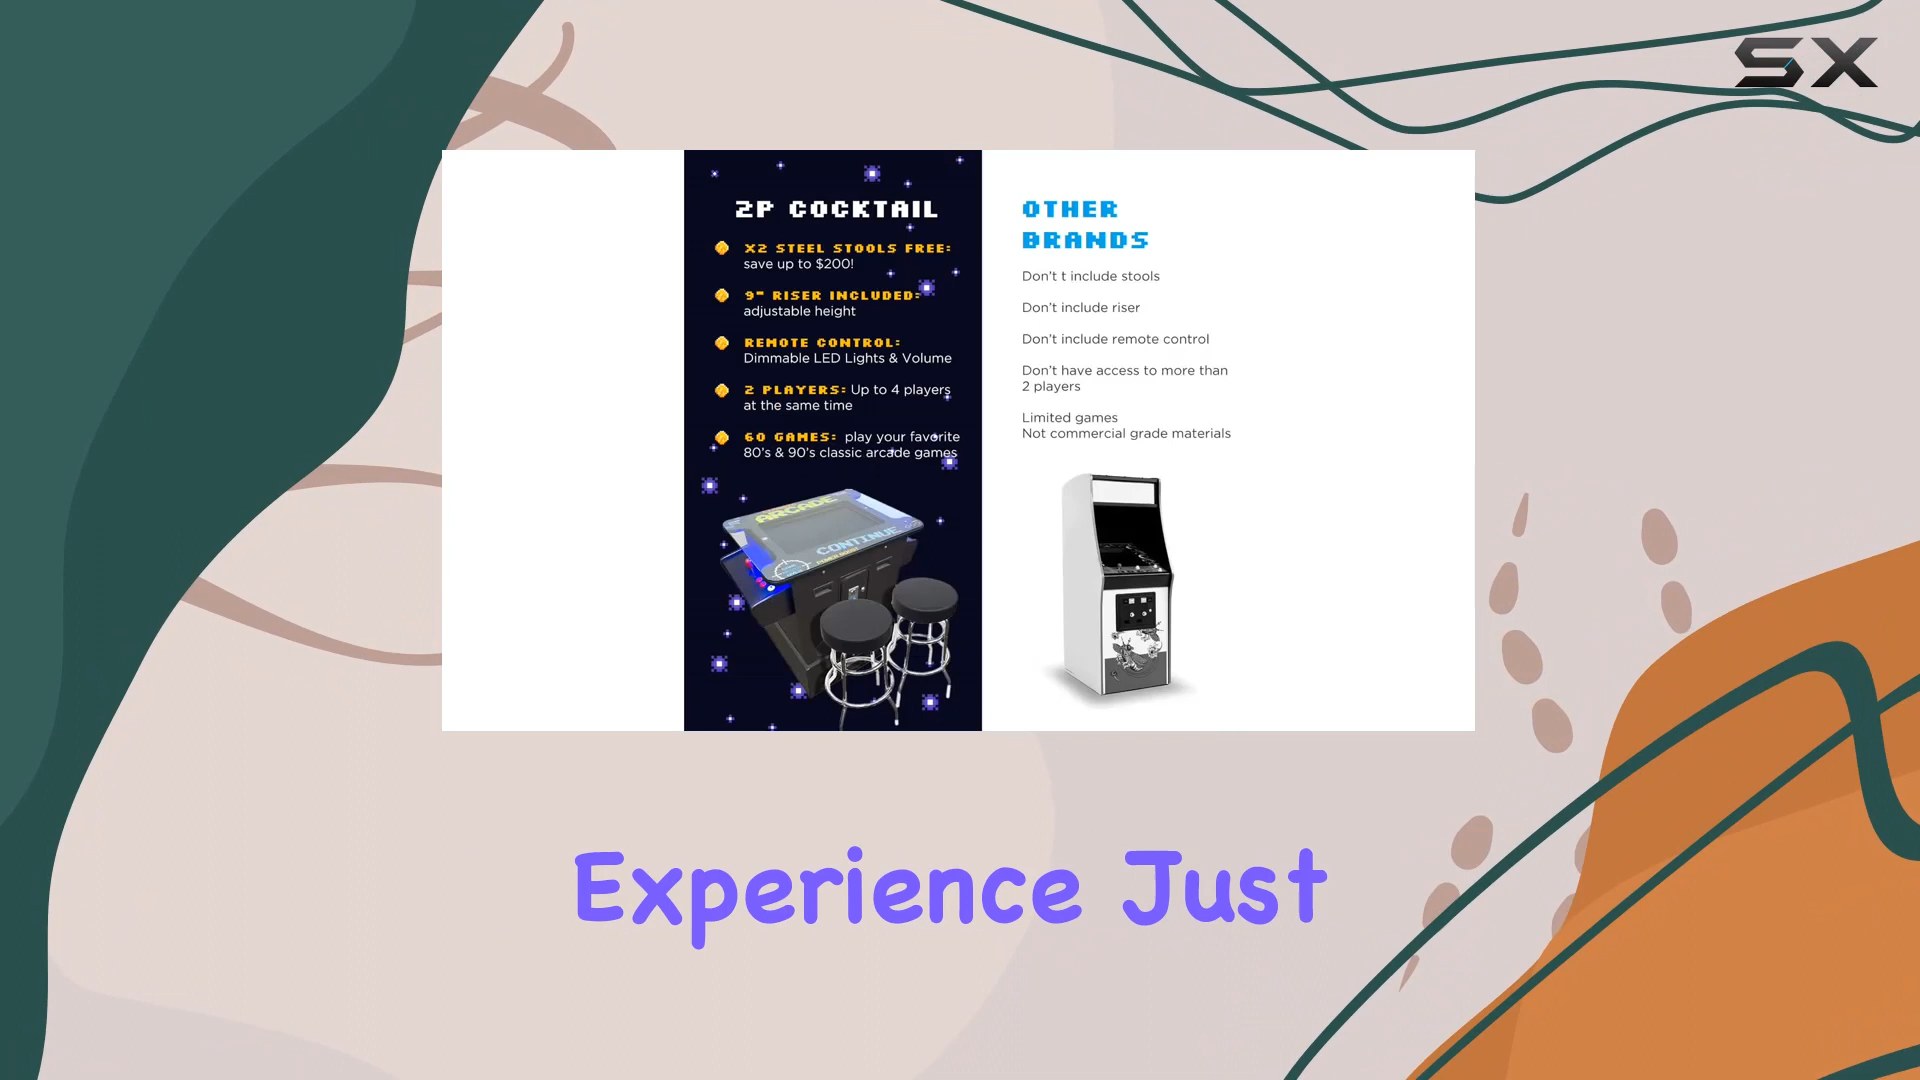 SX
2P COCKTAIL
X2 STEEL STOOLS FREE:
save up to $200!
9" RISER INCLUDED:
adjustable height
REMOTE CONTROL:
Dimmable LED Lights & Volume
2 PLAYERS: Up to 4 players
at the same time
60 GAMES: play your favorite
80's & 90's classic arcade games
ARCADE
CONTINUE
OTHER
BRANDS
Don't t include stools
Don't include riser
Don't include remote control
Don't have access to more than
2 players
Limited games
Not commercial grade materials
Experience Just